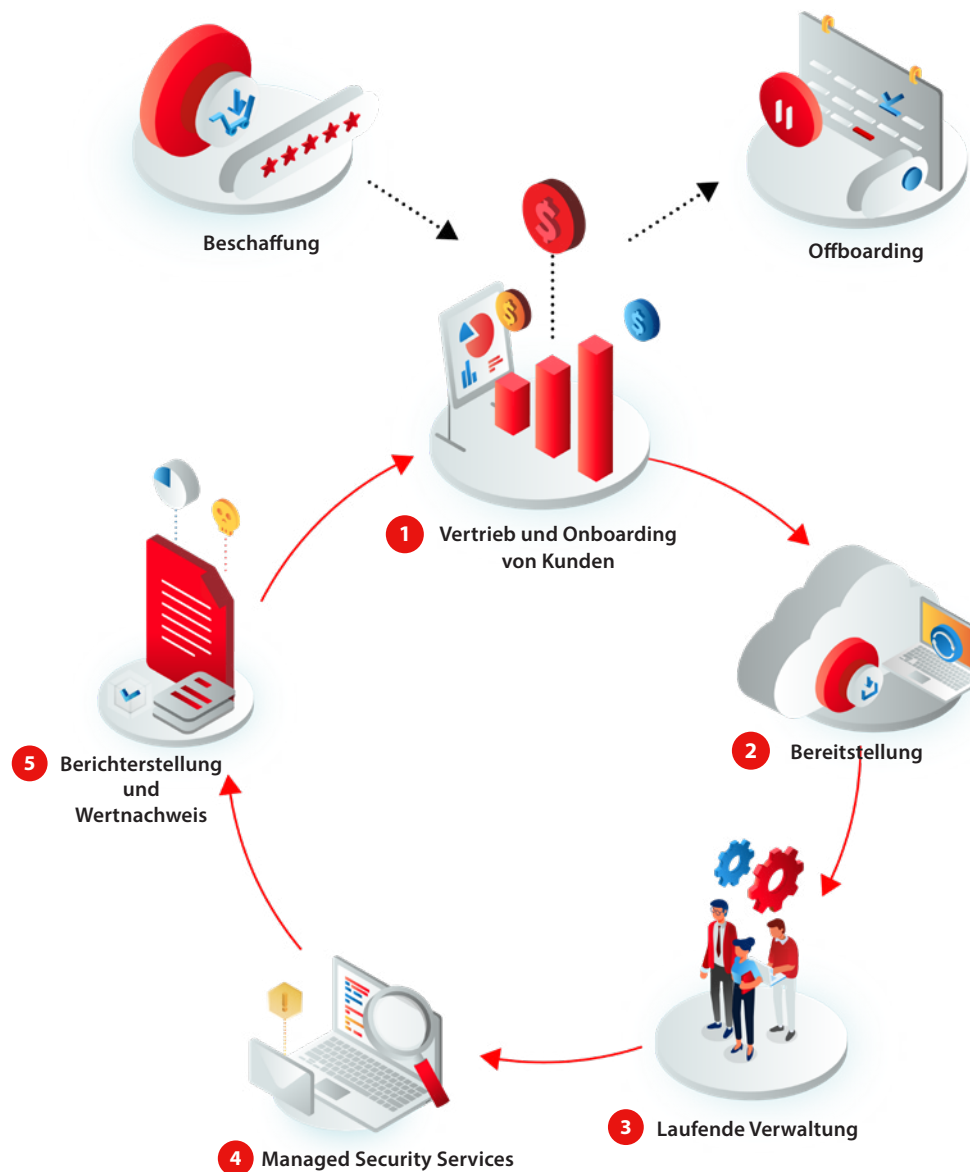 Beschaffung
Offboarding
$
$
$
1 Vertrieb und Onboarding
von Kunden
2 Bereitstellung
3 Laufende Verwaltung
4 Managed Security Services
5 Berichterstellung
und
Wertnachweis